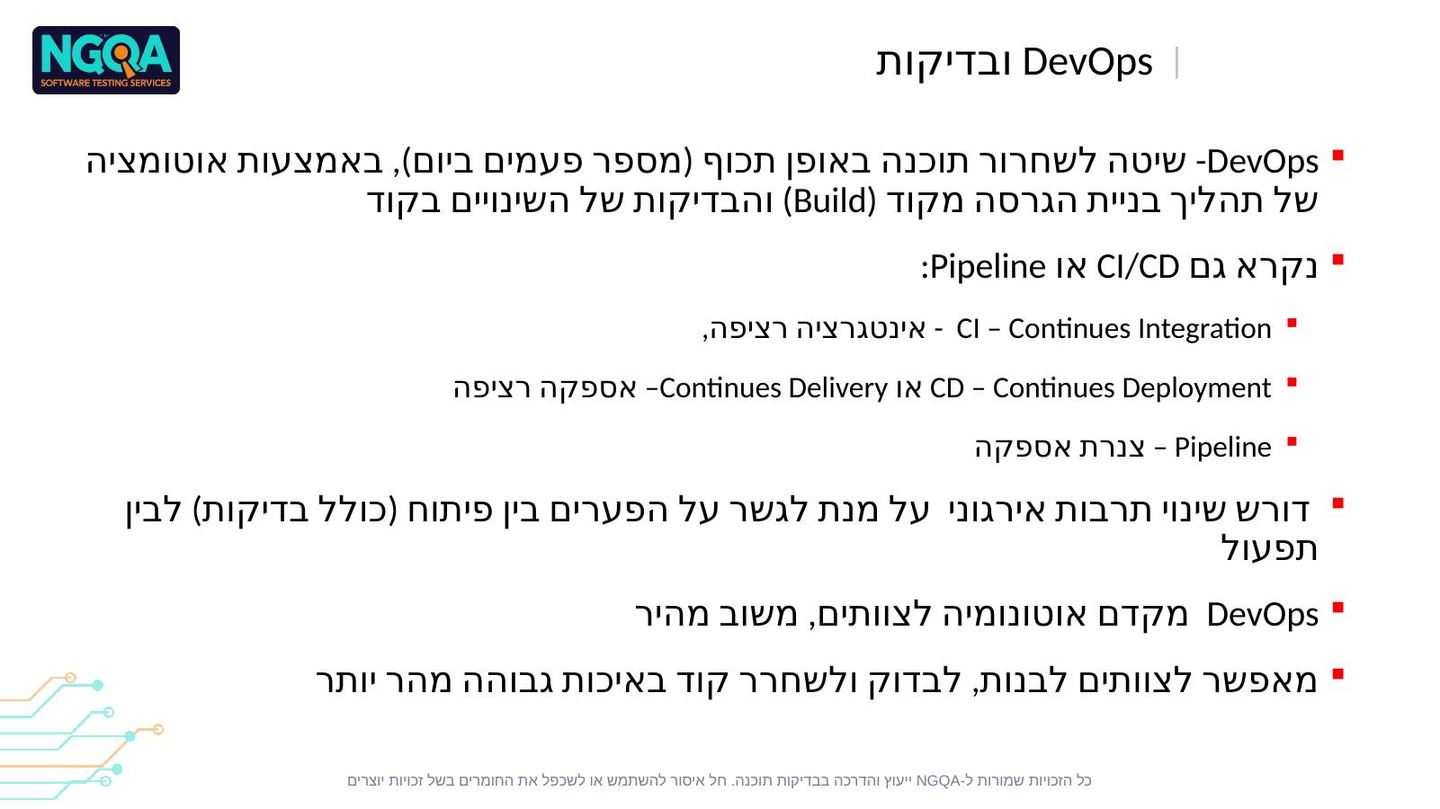 NGQA
SOFTWARE TESTING SERVICES
DevOps ובדיקות
DevOps- שיטה לשחרור תוכנה באופן תכוף (מספר פעמים ביום), באמצעות אוטומציה
של תהליך בניית הגרסה מקוד (Build) והבדיקות של השינויים בקוד
נקרא גם CI/CD או Pipeline:
CI – Continues Integration - אינטגרציה רציפה,
CD – Continues Deployment או Continues Delivery– אספקה רציפה
Pipeline – צנרת אספקה
דורש שינוי תרבות אירגוני על מנת לגשר על הפערים בין פיתוח (כולל בדיקות) לבין
תפעול
DevOps מקדם אוטונומיה לצוותים, משוב מהיר
מאפשר לצוותים לבנות, לבדוק ולשחרר קוד באיכות גבוהה מהר יותר
כל הזכויות שמורות ל-NGQA ייעוץ והדרכה בבדיקות תוכנה. חל איסור להשתמש או לשכפל את החומרים בשל זכויות יוצרים